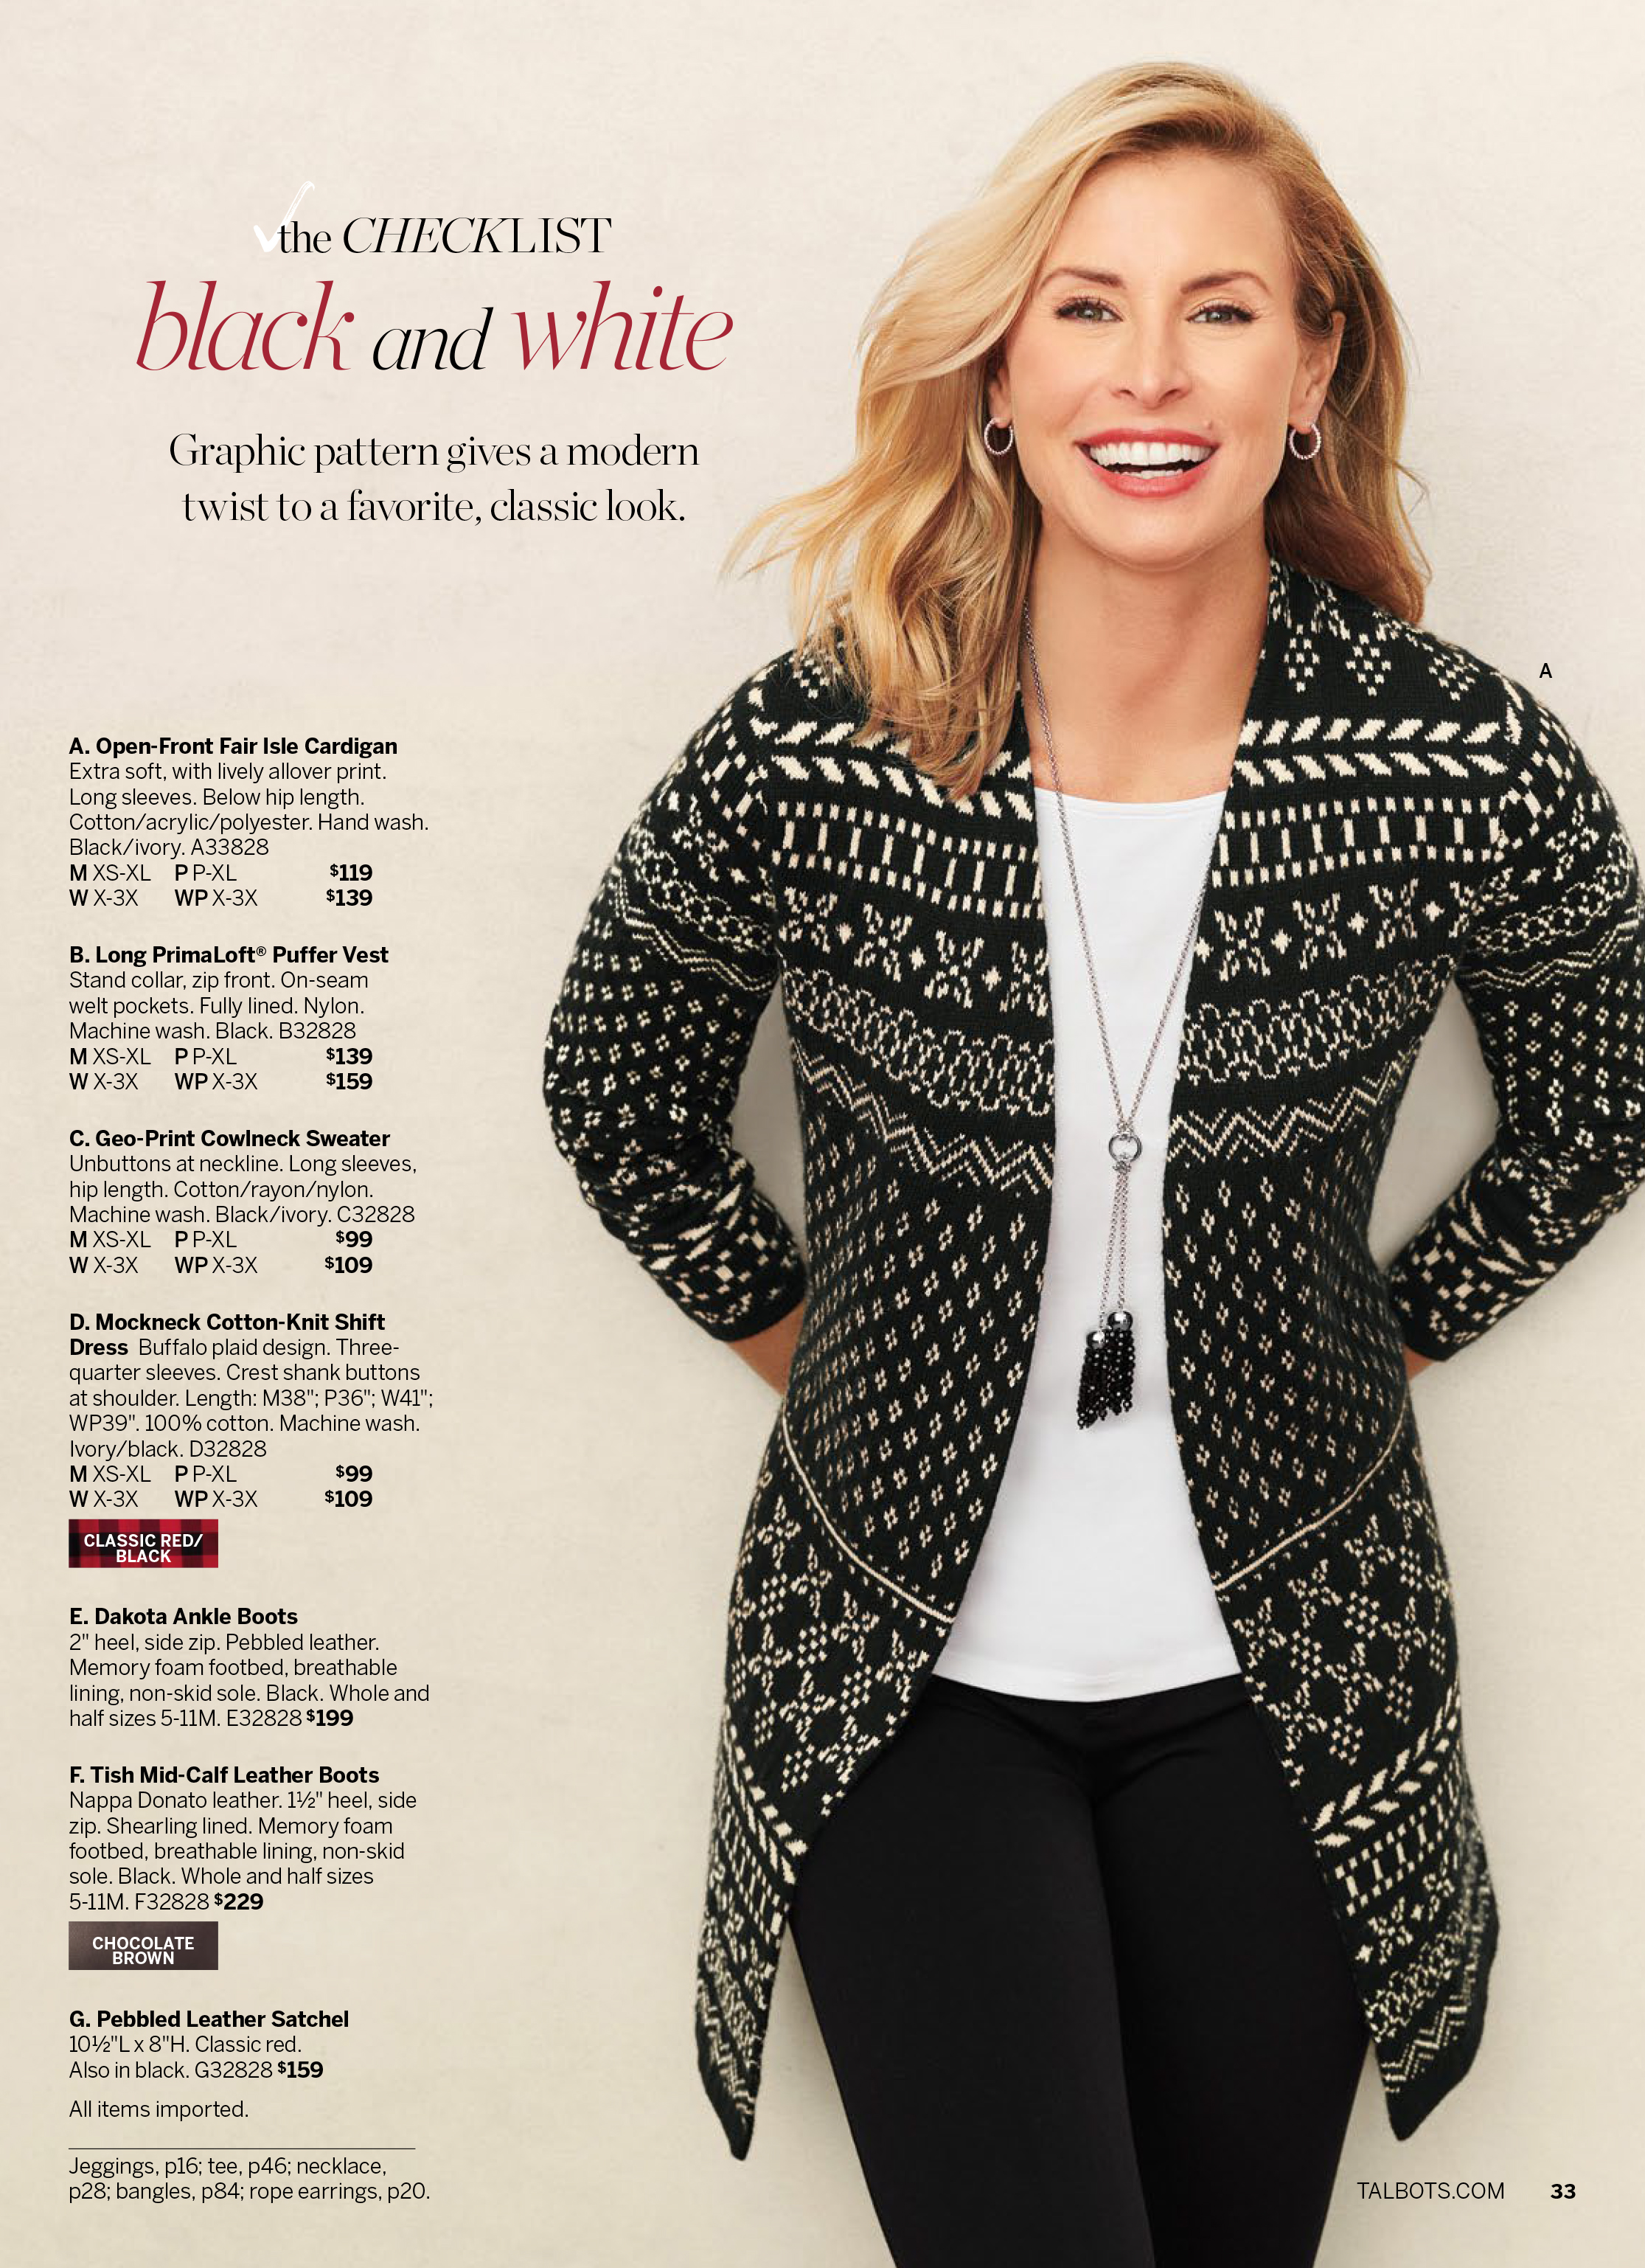 the CHECKLIST
black and white
Graphic pattern gives a modern
twist to a favorite, classic look.
A
A. Open-Front Fair Isle Cardigan
Extra soft, with lively allover print.
Long sleeves. Below hip length.
Cotton/acrylic/polyester. Hand wash.
Black/ivory. A33828
M XS-XL P P-XL $119
W X-3X WP X-3X $139
B. Long PrimaLoft® Puffer Vest
Stand collar, zip front. On-seam
welt pockets. Fully lined. Nylon.
Machine wash. Black. B32828
M XS-XL P P-XL $139
W X-3X WP X-3X $159
C. Geo-Print Cowlneck Sweater
Unbuttons at neckline. Long sleeves,
hip length. Cotton/rayon/nylon.
Machine wash. Black/ivory. C32828
M XS-XL P P-XL $99
W X-3X WP X-3X $109
D. Mockneck Cotton-Knit Shift
Dress Buffalo plaid design. Three-
quarter sleeves. Crest shank buttons
at shoulder. Length: M38"; P36"; W41";
WP39". 100% cotton. Machine wash.
Ivory/black. D32828
M XS-XL P P-XL $99
W X-3X WP X-3X $109
CLASSIC RED/
BLACK
E. Dakota Ankle Boots
2" heel, side zip. Pebbled leather.
Memory foam footbed, breathable
lining, non-skid sole. Black. Whole and
half sizes 5-11M. E32828 $199
F. Tish Mid-Calf Leather Boots
Nappa Donato leather. 1½" heel, side
zip. Shearling lined. Memory foam
footbed, breathable lining, non-skid
sole. Black. Whole and half sizes
5-11M. F32828 $229
CHOCOLATE
BROWN
G. Pebbled Leather Satchel
10½"L x 8"H. Classic red.
Also in black. G32828 $159
All items imported.
Jeggings, p16; tee, p46; necklace,
p28; bangles, p84; rope earrings, p20.
TALBOTS.COM 33